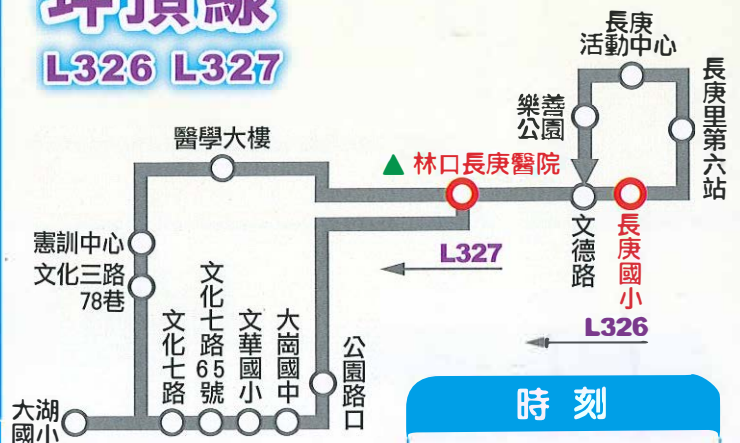 坪頂線
L326 L327
長庚
活動中心
樂善
公園
長庚里第六站
醫學大樓
▲ 林口長庚醫院
文德路
長庚國小
憲訓中心
文化三路
78巷
L327
L326
文化七路
文化七路65號
文華國小
大崗國中
公園路口
大湖
國小
時刻